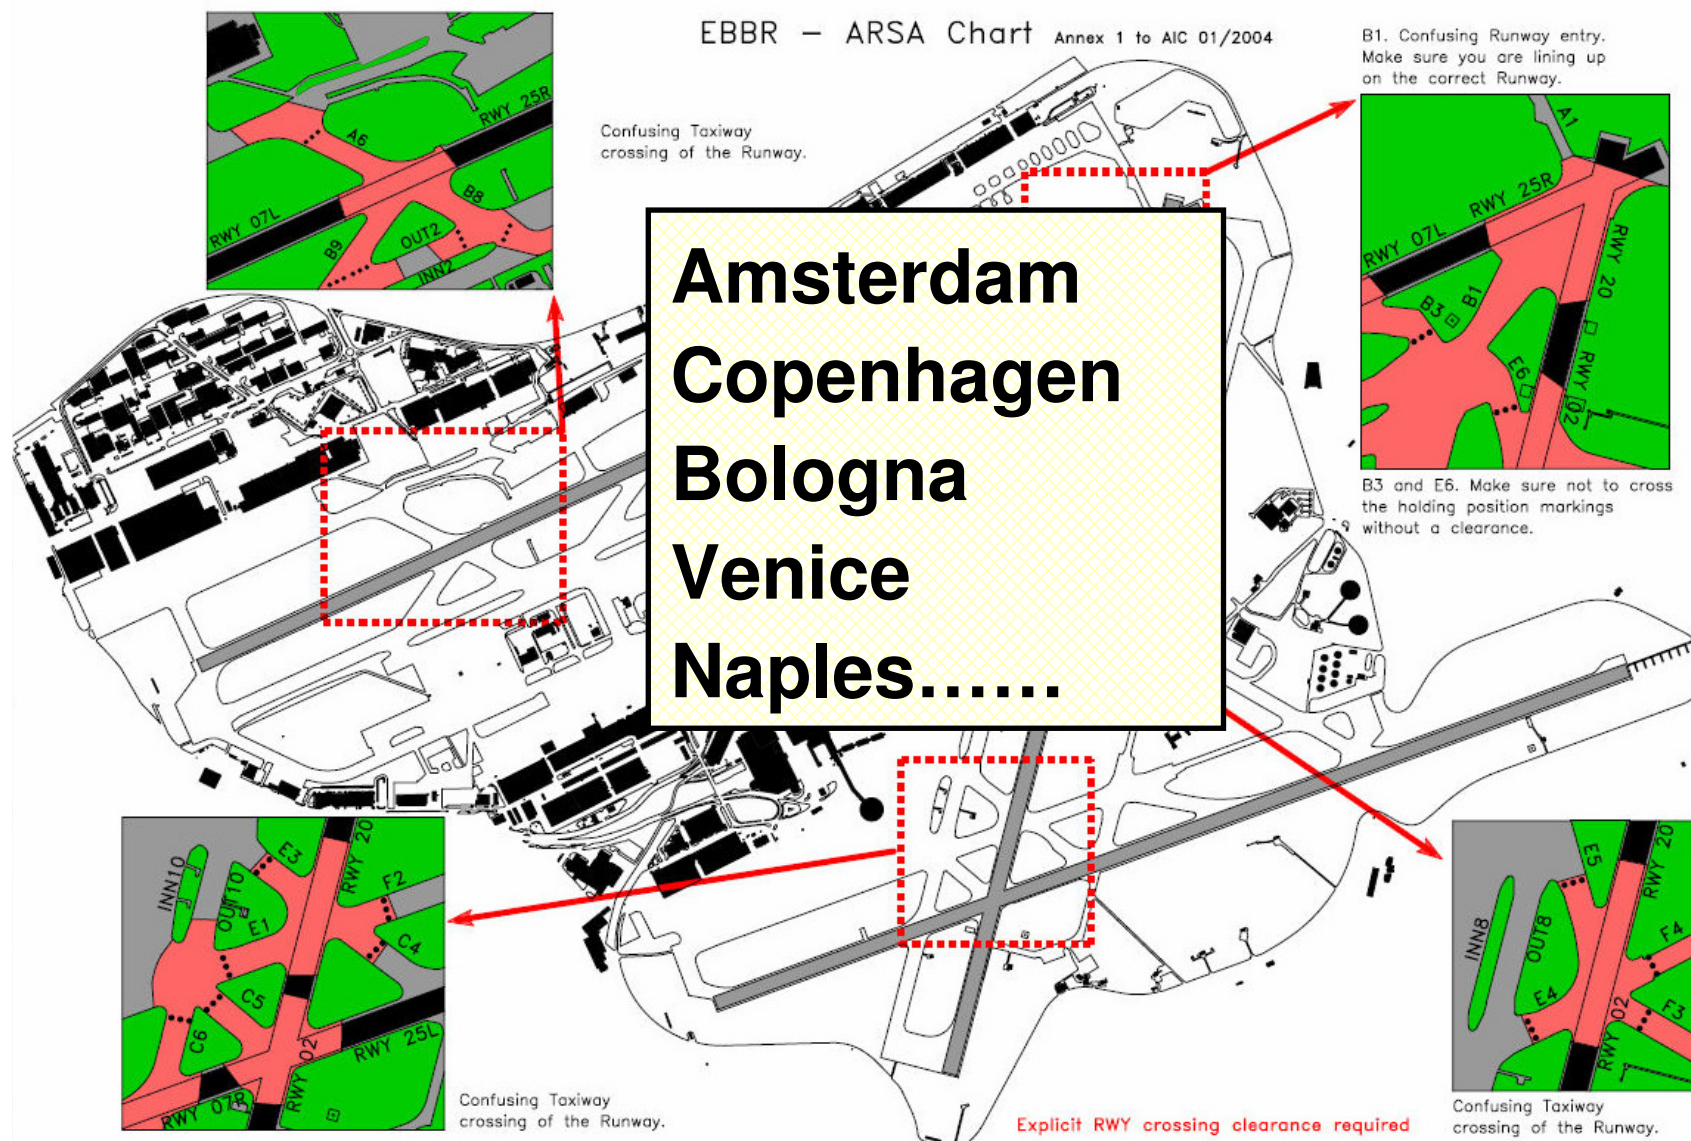 EBBR – ARSA Chart Annex 1 to AIC 01/2004
B1. Confusing Runway entry.
Make sure you are lining up
on the correct Runway.
Confusing Taxiway
crossing of the Runway.
A6
RWY 25R
B8
RWY 07L
B9
OUT2
INN2
A1
RWY 25R
RWY 07L
RWY 20
B3
B1
E6
RWY 02
B3 and E6. Make sure not to cross
the holding position markings
without a clearance.
Amsterdam
Copenhagen
Bologna
Venice
Naples……
INN10
OUT10
E3
E1
RWY 20
F2
C4
C5
C6
RWY 02
RWY 25L
RWY 07R
Confusing Taxiway
crossing of the Runway.
E5
RWY 20
INN8
OUT8
F4
E4
F3
RWY 02
Explicit RWY crossing clearance required
Confusing Taxiway
crossing of the Runway.